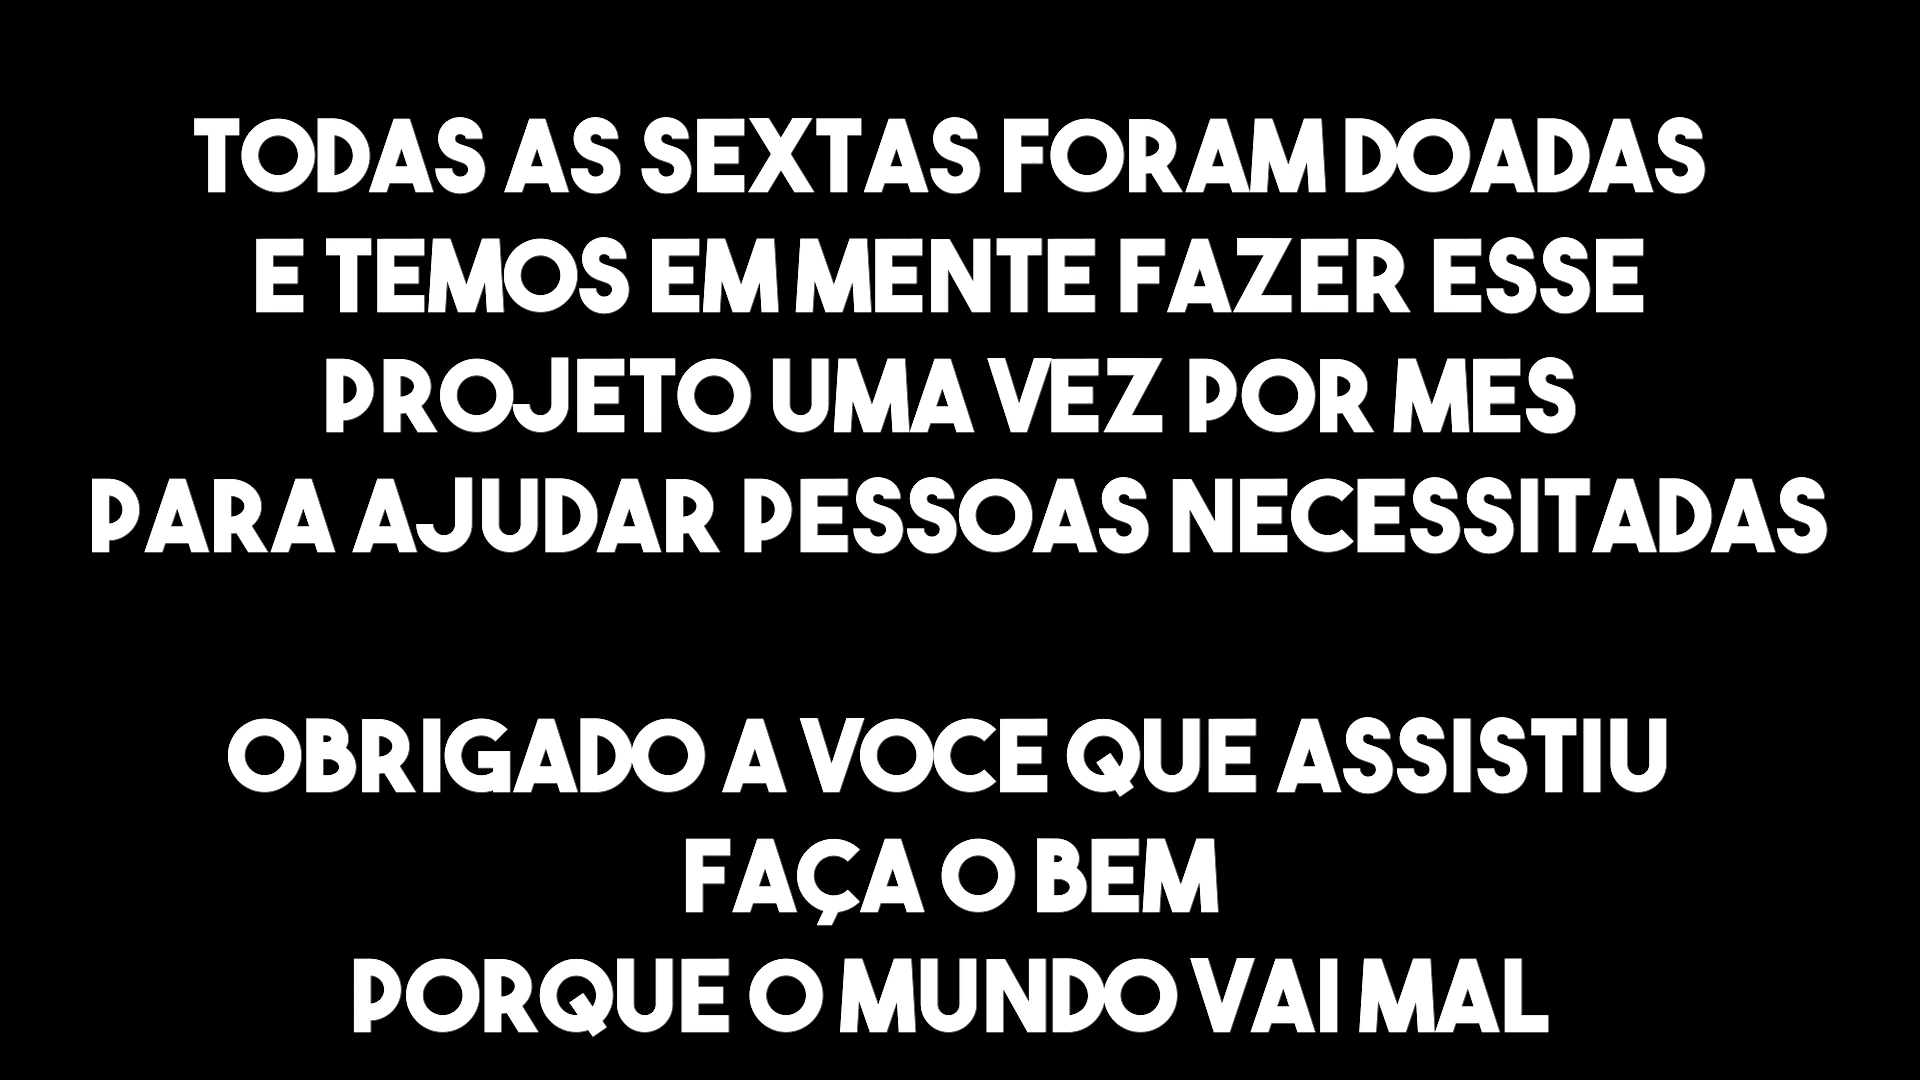 TODAS AS SEXTAS FORAM DOADAS
E TEMOS EM MENTE FAZER ESSE
PROJETO UMA VEZ POR MES
PARA AJUDAR PESSOAS NECESSITADAS
OBRIGADO A VOCE QUE ASSISTIU
FAÇA O BEM
PORQUE O MUNDO VAI MAL